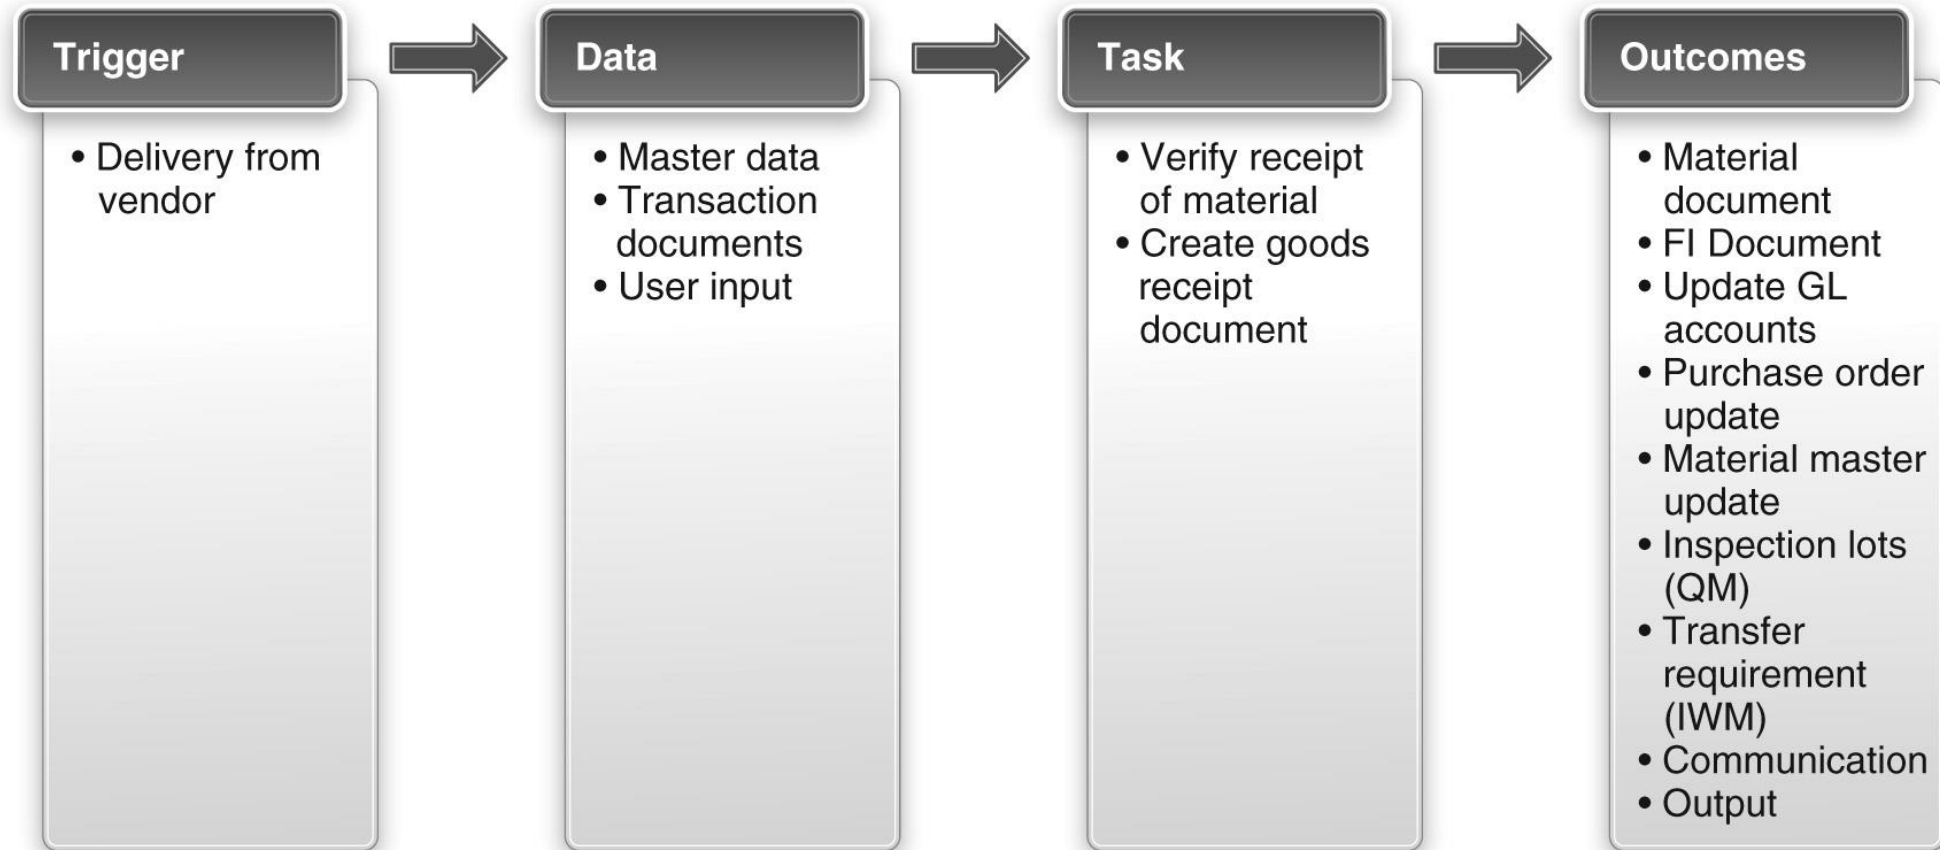 Trigger
• Delivery from
vendor
Data
• Master data
• Transaction
documents
• User input
Task
• Verify receipt
of material
• Create goods
receipt
document
Outcomes
• Material
document
• FI Document
• Update GL
accounts
• Purchase order
update
• Material master
update
• Inspection lots
(QM)
• Transfer
requirement
(IWM)
• Communication
• Output